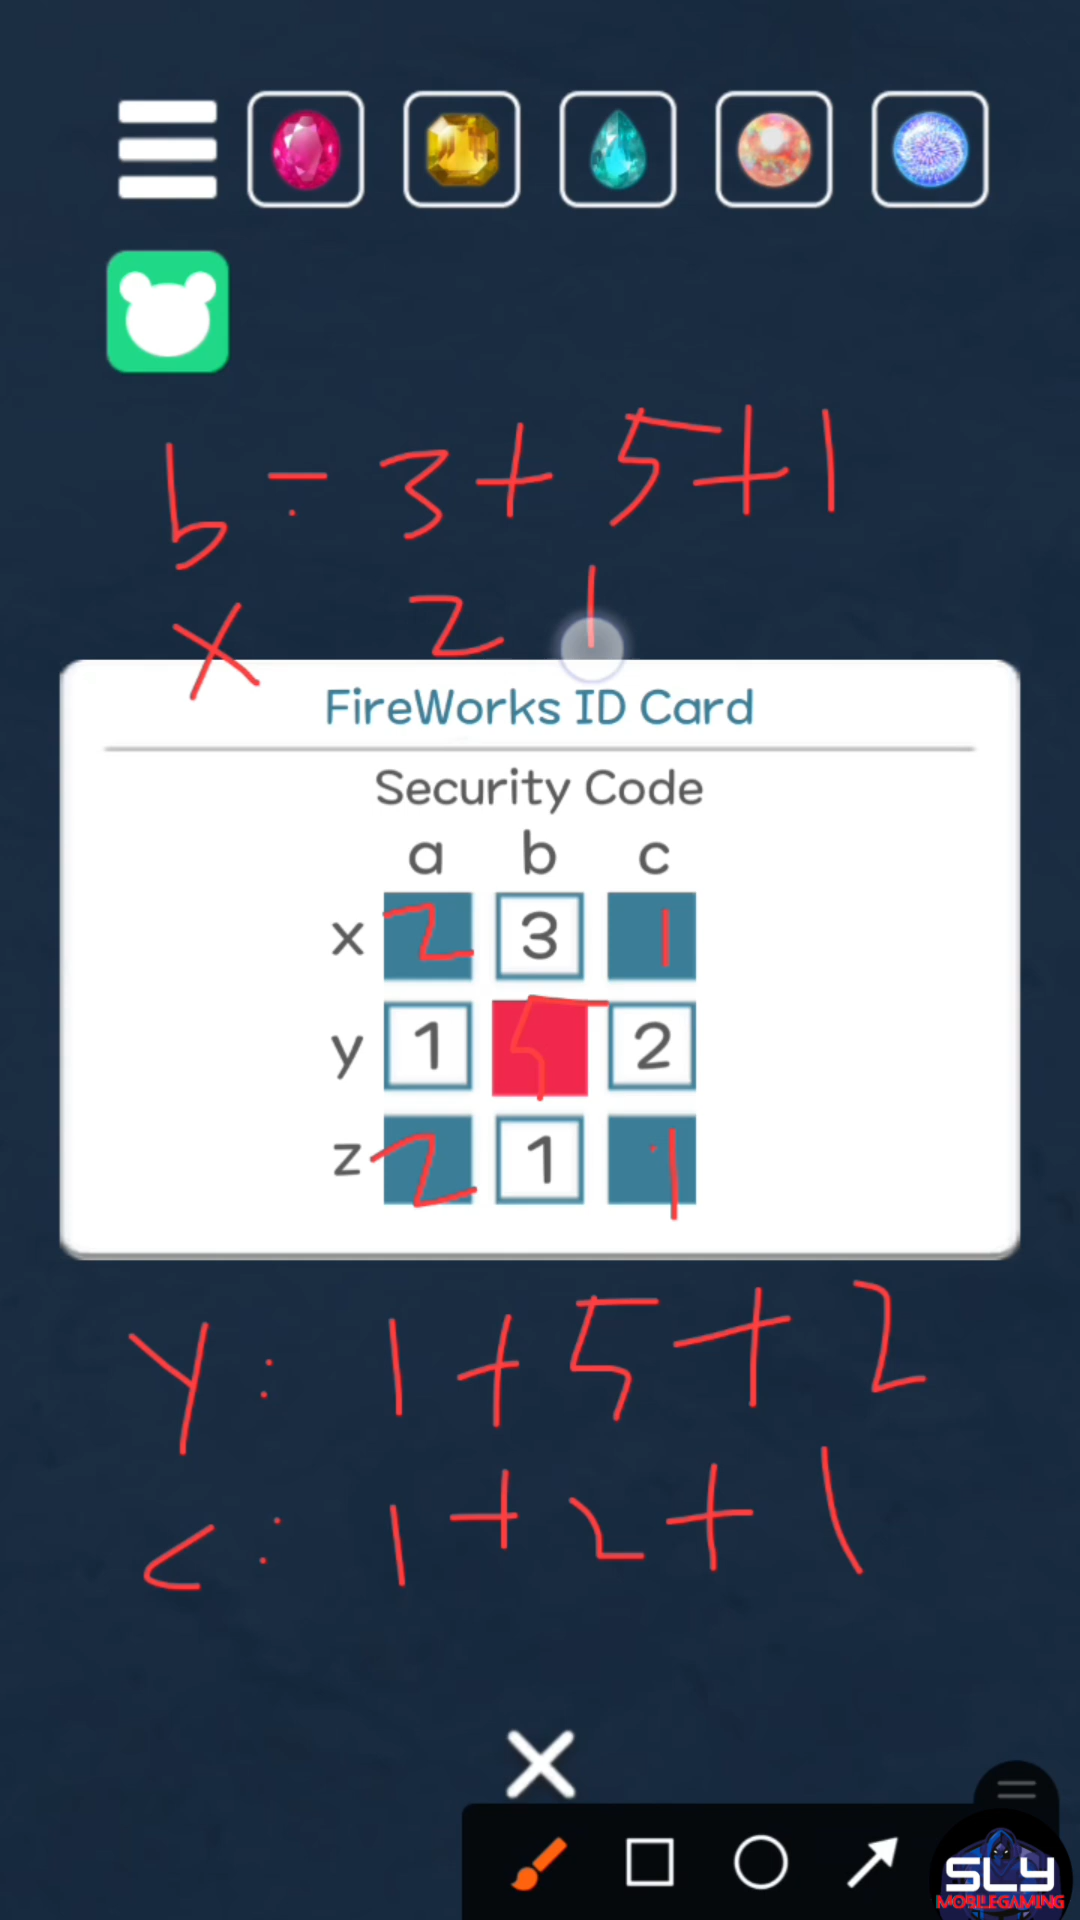 b : 3 + 5 + 1
x 2 1
FireWorks ID Card
Security Code
a b c
x 2 3 1
y 1 5 2
z 2 1 1
y : 1 + 5 + 2
c : 1 + 2 + 1
SLY
MOBILEGAMING